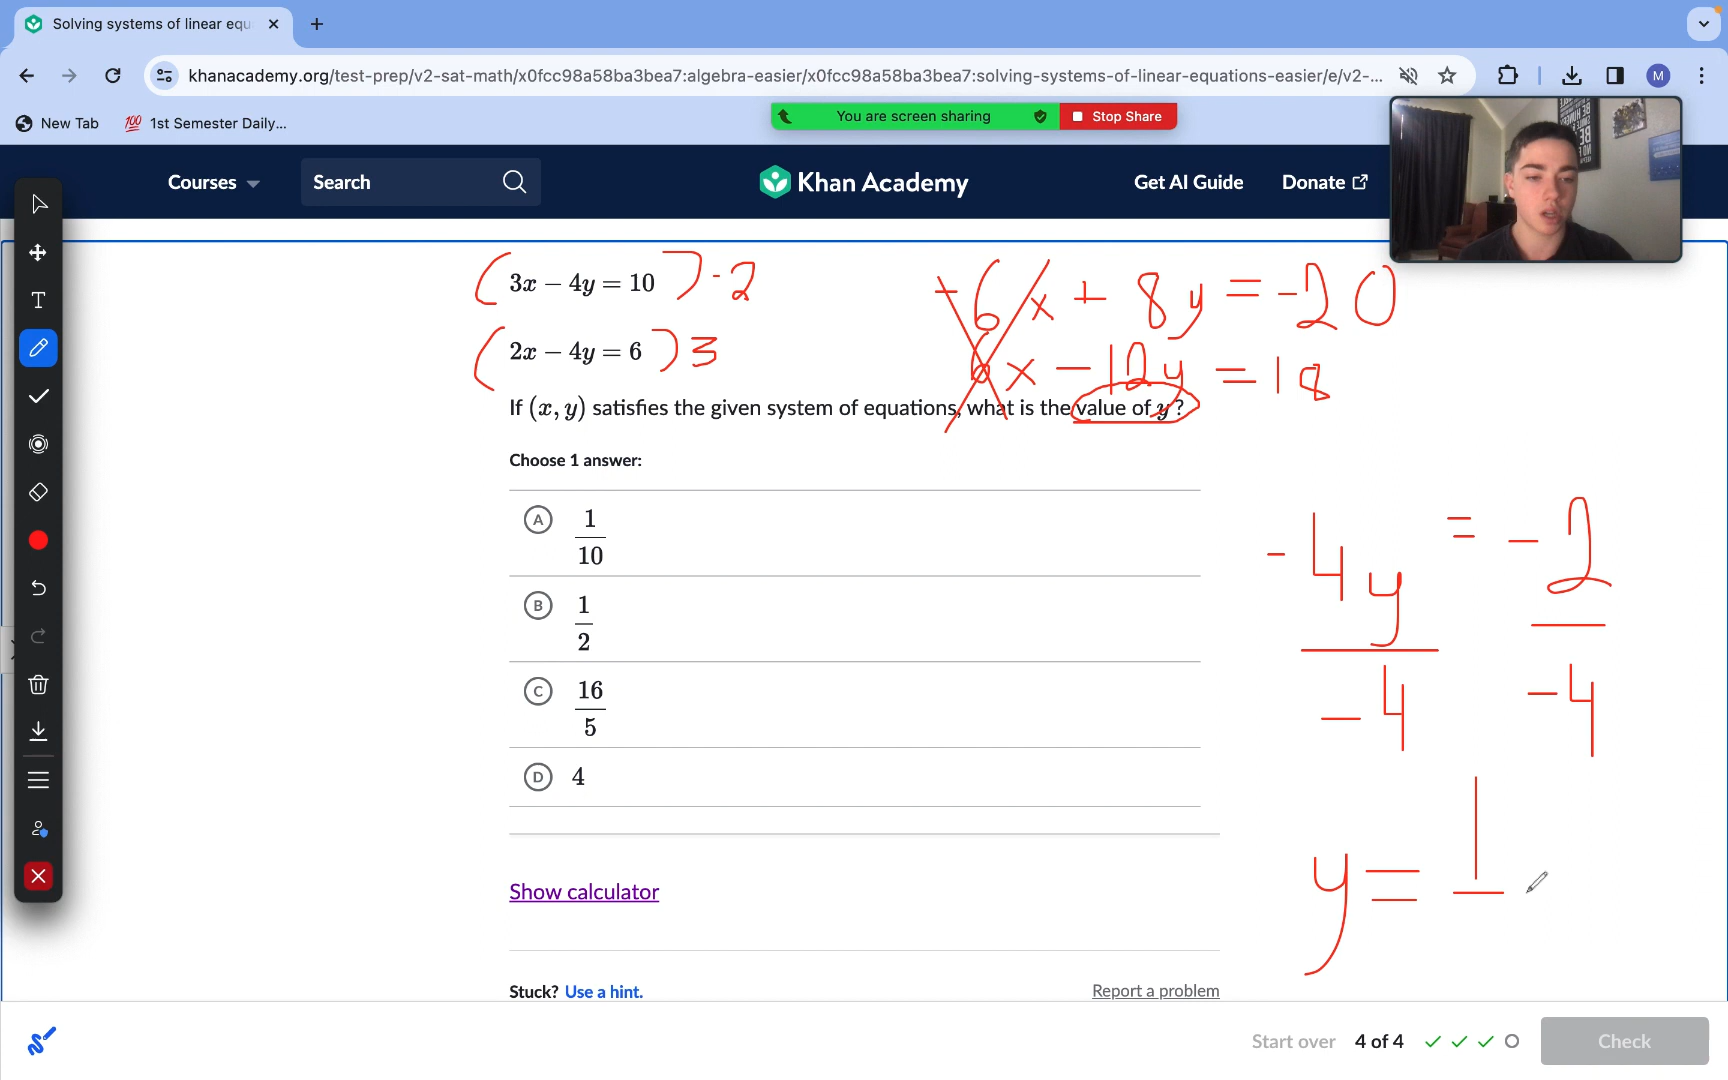 Solving systems of linear equ
khanacademy.org/test-prep/v2-sat-math/x0fcc98a58ba3bea7:algebra-easier/x0fcc98a58ba3bea7:solving-systems-of-linear-equations-easier/e/v2-...
M
New Tab
💯 1st Semester Daily...
You are screen sharing
Stop Share
Courses
Search
Khan Academy
Get AI Guide
Donate
T
( 3x − 4y = 10 ) -2
-6x + 8y = -20
( 2x − 4y = 6 ) 3
6x - 12y = 18
If (x, y) satisfies the given system of equations, what is the value of y?
Choose 1 answer:
A 1/10
B 1/2
C 16/5
D 4
-4y = -2
-4 -4
y = 1
Show calculator
Stuck? Use a hint.
Report a problem
Start over
4 of 4
Check